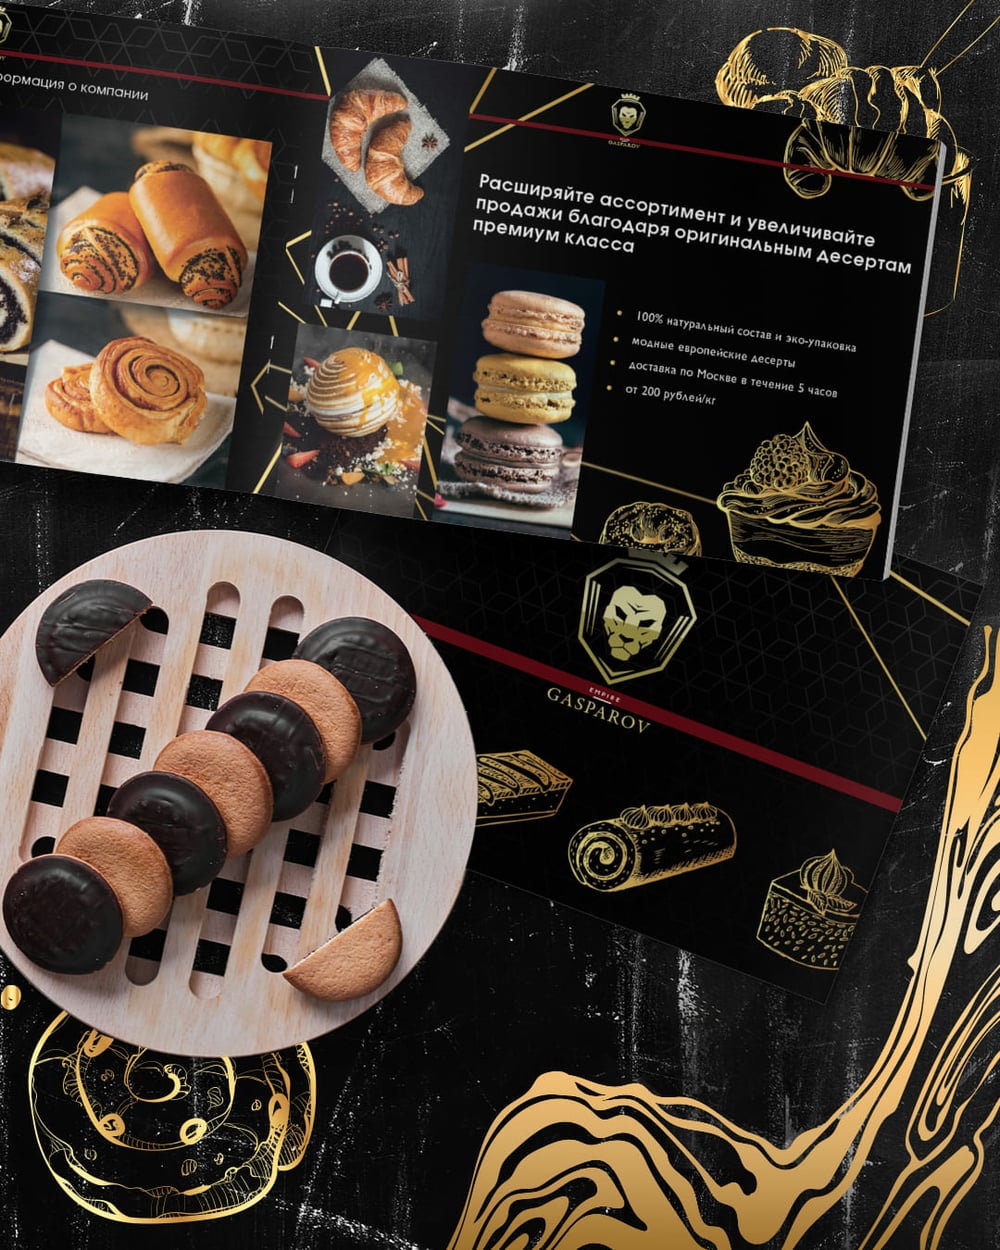 о компании
GASPAROV
Расширяйте ассортимент и увеличивайте
продажи благодаря оригинальным десертам
премиум класса
100% натуральный состав и эко-упаковка
модные европейские десерты
доставка по Москве в течение 5 часов
от 200 рублей/кг
EMPIRE
GASPAROV